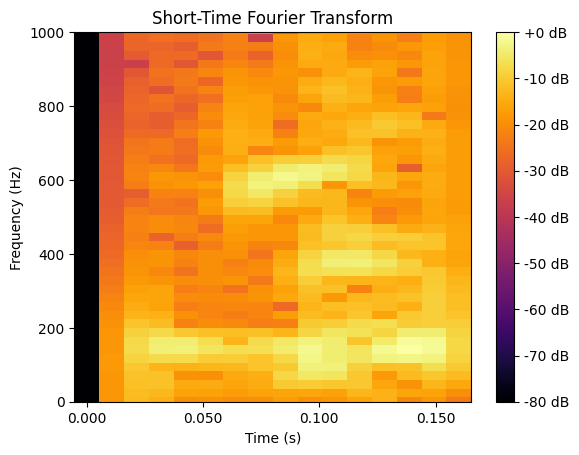 Short-Time Fourier Transform
Frequency (Hz)
1000
800
600
400
200
0
0.000
0.050
0.100
0.150
Time (s)
+0 dB
-10 dB
-20 dB
-30 dB
-40 dB
-50 dB
-60 dB
-70 dB
-80 dB